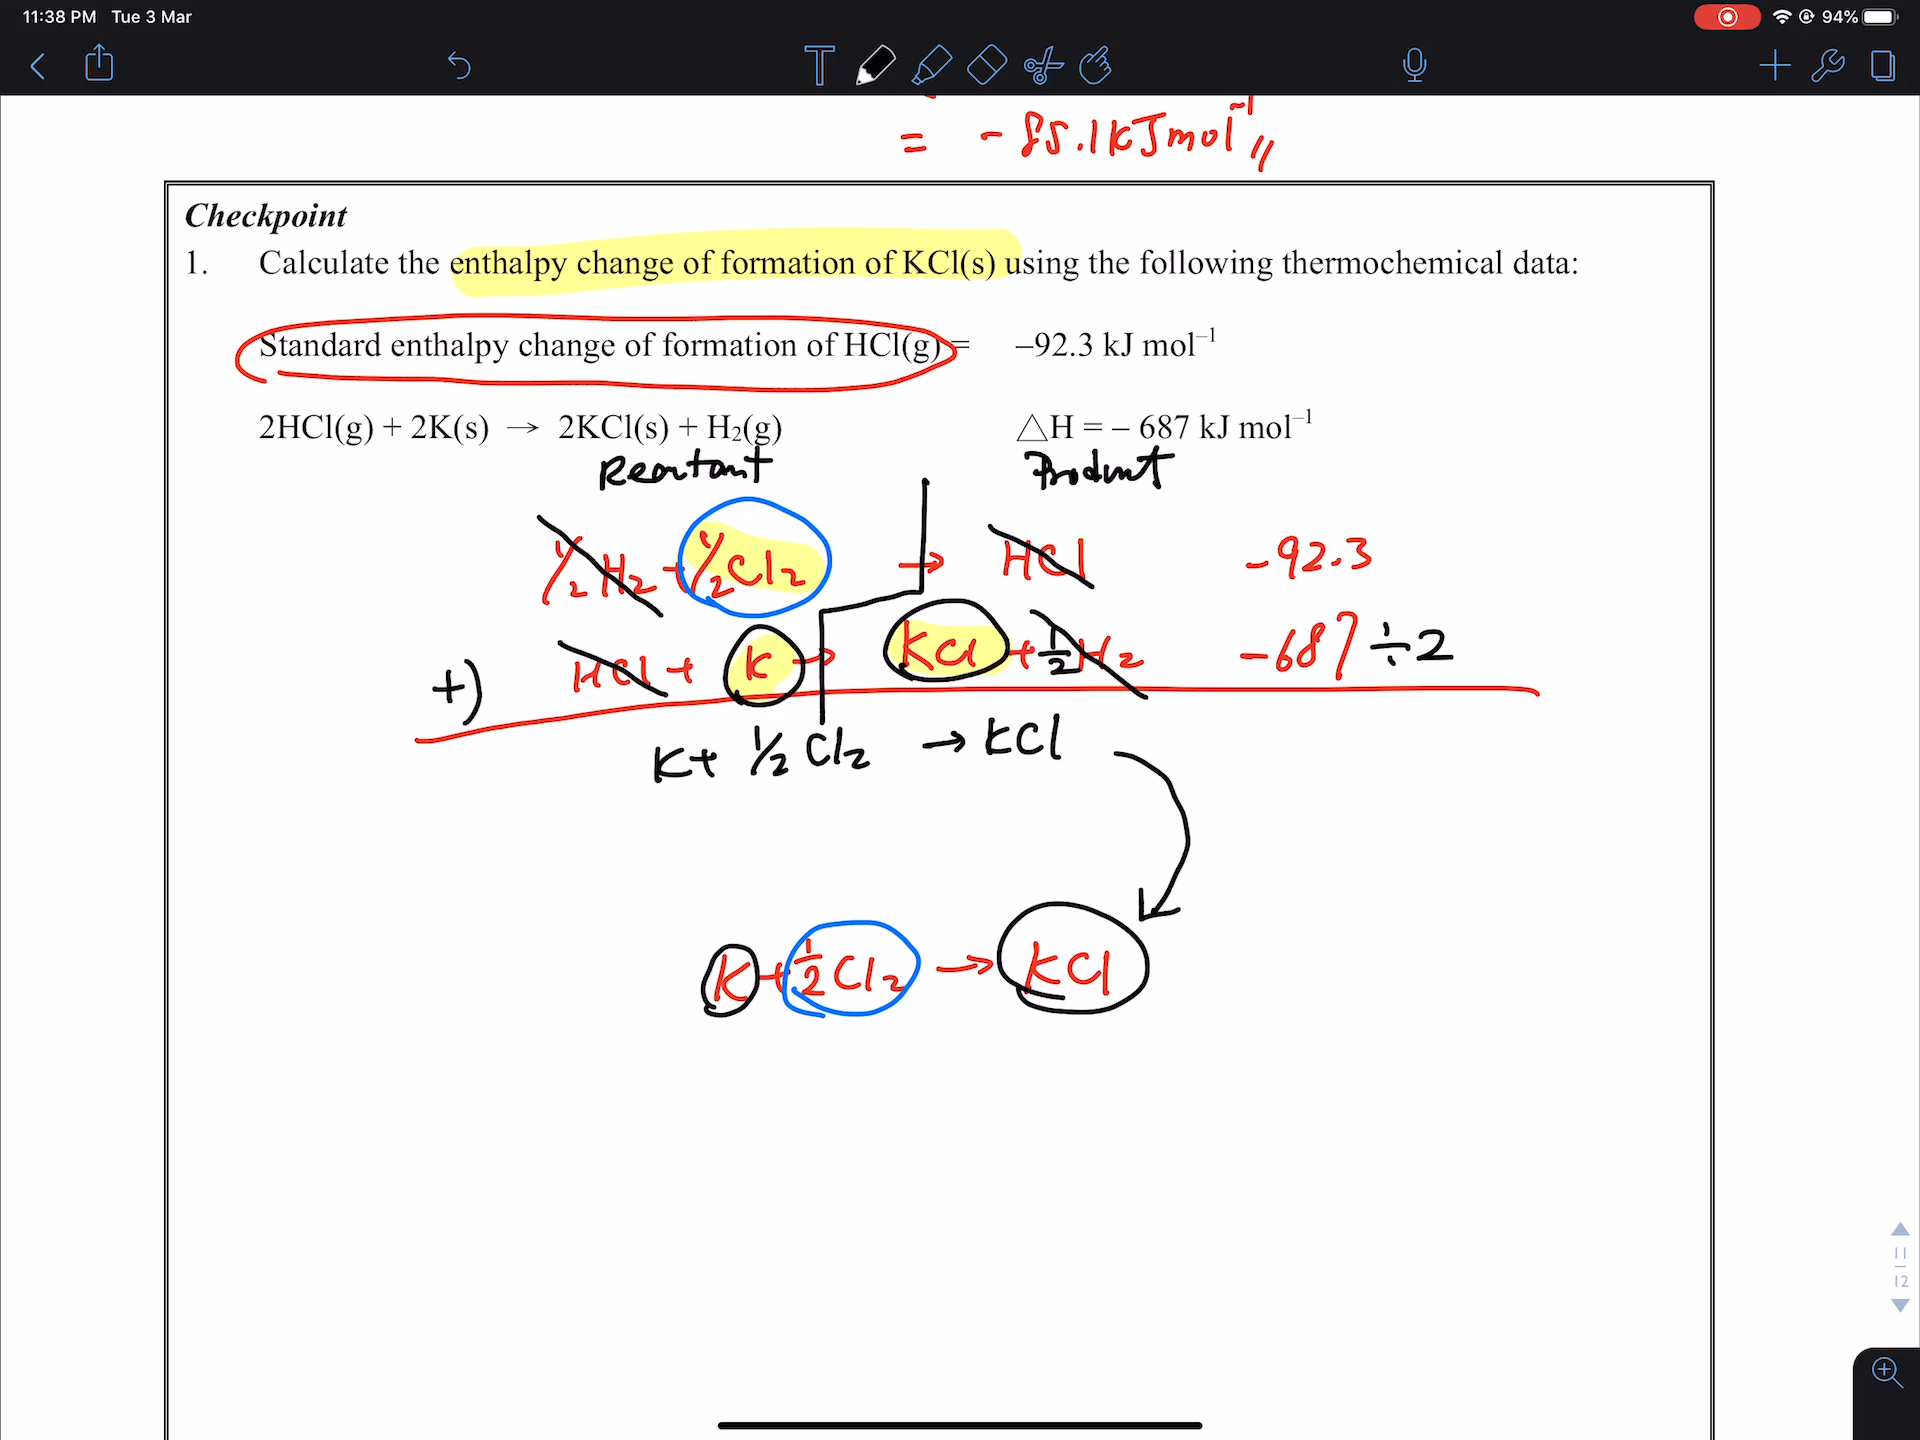 11:38 PM Tue 3 Mar
94%
= -85.1kJmol⁻¹
Checkpoint
1. Calculate the enthalpy change of formation of KCl(s) using the following thermochemical data:
Standard enthalpy change of formation of HCl(g) = –92.3 kJ mol⁻¹
2HCl(g) + 2K(s) → 2KCl(s) + H₂(g) △H = – 687 kJ mol⁻¹
Reactant Product
½H₂ + ½Cl₂ → HCl -92.3
+) HCl + K → KCl + ½H₂ -687 ÷2
K + ½Cl₂ → KCl
K + ½Cl₂ → KCl
11
12